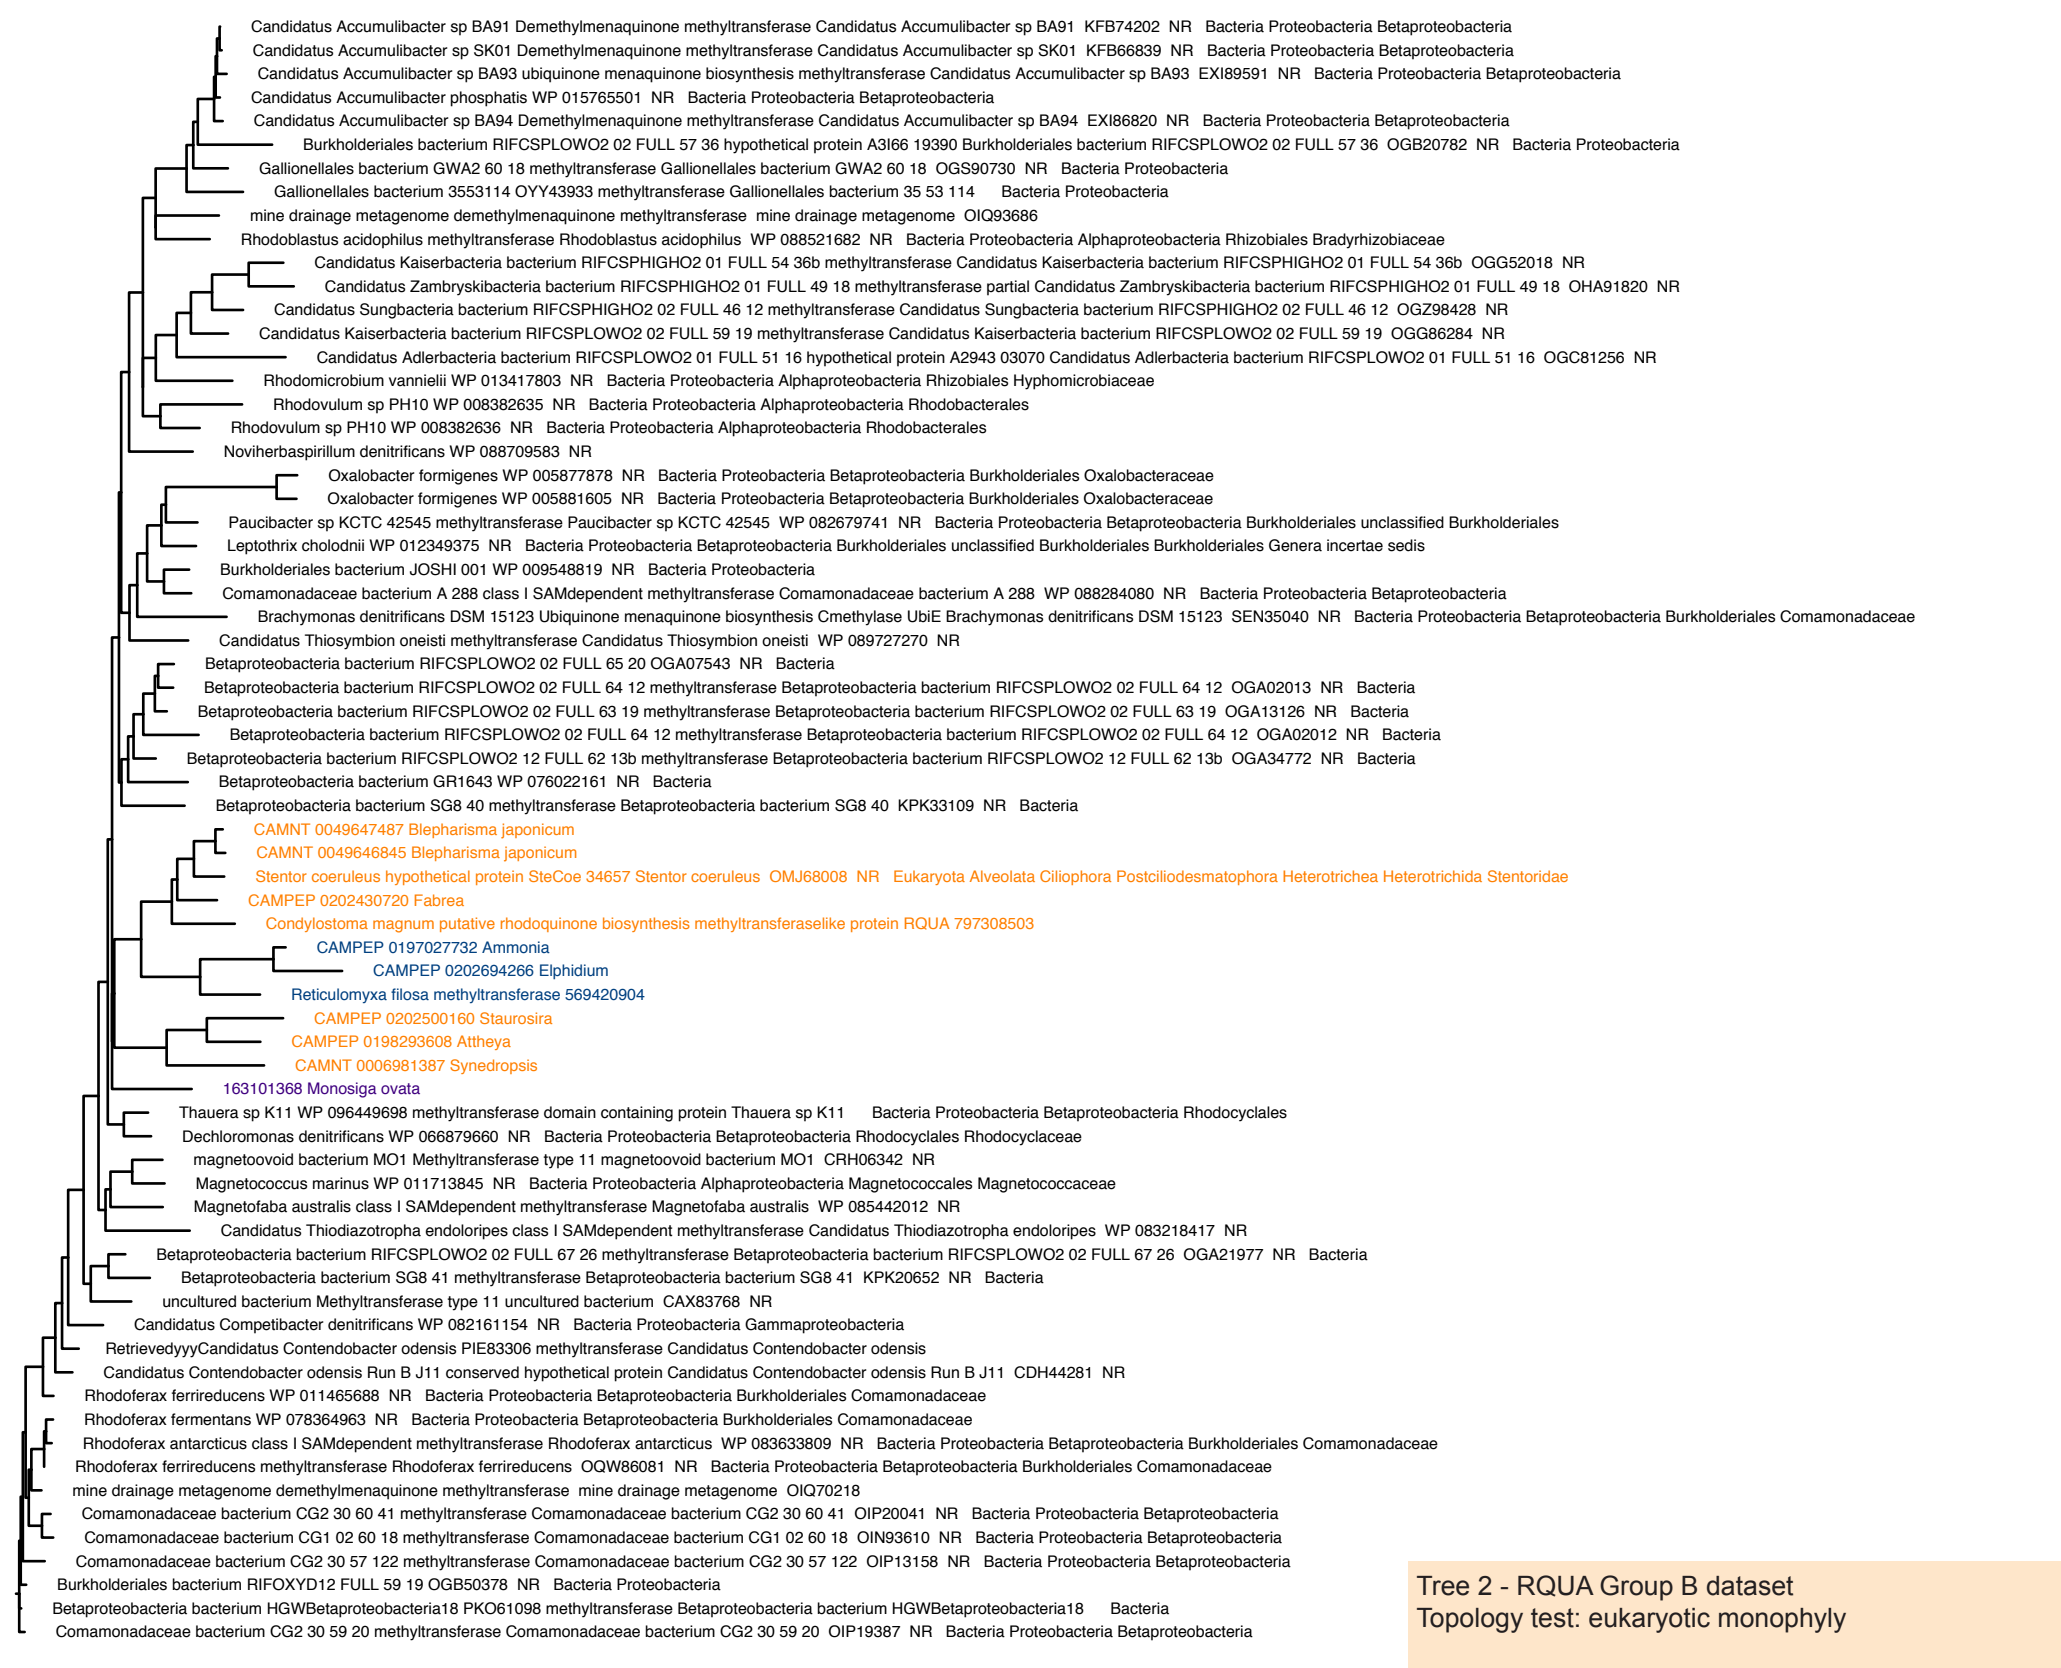 Candidatus Accumulibacter sp BA91 Demethylmenaquinone methyltransferase Candidatus Accumulibacter sp BA91 KFB74202 NR Bacteria Proteobacteria Betaproteobacteria
Candidatus Accumulibacter sp SK01 Demethylmenaquinone methyltransferase Candidatus Accumulibacter sp SK01 KFB66839 NR Bacteria Proteobacteria Betaproteobacteria
Candidatus Accumulibacter sp BA93 ubiquinone menaquinone biosynthesis methyltransferase Candidatus Accumulibacter sp BA93 EXI89591 NR Bacteria Proteobacteria Betaproteobacteria
Candidatus Accumulibacter phosphatis WP 015765501 NR Bacteria Proteobacteria Betaproteobacteria
Candidatus Accumulibacter sp BA94 Demethylmenaquinone methyltransferase Candidatus Accumulibacter sp BA94 EXI86820 NR Bacteria Proteobacteria Betaproteobacteria
Burkholderiales bacterium RIFCSPLOWO2 02 FULL 57 36 hypothetical protein A3I66 19390 Burkholderiales bacterium RIFCSPLOWO2 02 FULL 57 36 OGB20782 NR Bacteria Proteobacteria
Gallionellales bacterium GWA2 60 18 methyltransferase Gallionellales bacterium GWA2 60 18 OGS90730 NR Bacteria Proteobacteria
Gallionellales bacterium 3553114 OYY43933 methyltransferase Gallionellales bacterium 35 53 114 Bacteria Proteobacteria
mine drainage metagenome demethylmenaquinone methyltransferase mine drainage metagenome OIQ93686
Rhodoblastus acidophilus methyltransferase Rhodoblastus acidophilus WP 088521682 NR Bacteria Proteobacteria Alphaproteobacteria Rhizobiales Bradyrhizobiaceae
Candidatus Kaiserbacteria bacterium RIFCSPHIGHO2 01 FULL 54 36b methyltransferase Candidatus Kaiserbacteria bacterium RIFCSPHIGHO2 01 FULL 54 36b OGG52018 NR
Candidatus Zambryskibacteria bacterium RIFCSPHIGHO2 01 FULL 49 18 methyltransferase partial Candidatus Zambryskibacteria bacterium RIFCSPHIGHO2 01 FULL 49 18 OHA91820 NR
Candidatus Sungbacteria bacterium RIFCSPHIGHO2 02 FULL 46 12 methyltransferase Candidatus Sungbacteria bacterium RIFCSPHIGHO2 02 FULL 46 12 OGZ98428 NR
Candidatus Kaiserbacteria bacterium RIFCSPLOWO2 02 FULL 59 19 methyltransferase Candidatus Kaiserbacteria bacterium RIFCSPLOWO2 02 FULL 59 19 OGG86284 NR
Candidatus Adlerbacteria bacterium RIFCSPLOWO2 01 FULL 51 16 hypothetical protein A2943 03070 Candidatus Adlerbacteria bacterium RIFCSPLOWO2 01 FULL 51 16 OGC81256 NR
Rhodomicrobium vannielii WP 013417803 NR Bacteria Proteobacteria Alphaproteobacteria Rhizobiales Hyphomicrobiaceae
Rhodovulum sp PH10 WP 008382635 NR Bacteria Proteobacteria Alphaproteobacteria Rhodobacterales
Rhodovulum sp PH10 WP 008382636 NR Bacteria Proteobacteria Alphaproteobacteria Rhodobacterales
Noviherbaspirillum denitrificans WP 088709583 NR
Oxalobacter formigenes WP 005877878 NR Bacteria Proteobacteria Betaproteobacteria Burkholderiales Oxalobacteraceae
Oxalobacter formigenes WP 005881605 NR Bacteria Proteobacteria Betaproteobacteria Burkholderiales Oxalobacteraceae
Paucibacter sp KCTC 42545 methyltransferase Paucibacter sp KCTC 42545 WP 082679741 NR Bacteria Proteobacteria Betaproteobacteria Burkholderiales unclassified Burkholderiales
Leptothrix cholodnii WP 012349375 NR Bacteria Proteobacteria Betaproteobacteria Burkholderiales unclassified Burkholderiales Burkholderiales Genera incertae sedis
Burkholderiales bacterium JOSHI 001 WP 009548819 NR Bacteria Proteobacteria
Comamonadaceae bacterium A 288 class I SAMdependent methyltransferase Comamonadaceae bacterium A 288 WP 088284080 NR Bacteria Proteobacteria Betaproteobacteria
Brachymonas denitrificans DSM 15123 Ubiquinone menaquinone biosynthesis Cmethylase UbiE Brachymonas denitrificans DSM 15123 SEN35040 NR Bacteria Proteobacteria Betaproteobacteria Burkholderiales Comamonadaceae
Candidatus Thiosymbion oneisti methyltransferase Candidatus Thiosymbion oneisti WP 089727270 NR
Betaproteobacteria bacterium RIFCSPLOWO2 02 FULL 65 20 OGA07543 NR Bacteria
Betaproteobacteria bacterium RIFCSPLOWO2 02 FULL 64 12 methyltransferase Betaproteobacteria bacterium RIFCSPLOWO2 02 FULL 64 12 OGA02013 NR Bacteria
Betaproteobacteria bacterium RIFCSPLOWO2 02 FULL 63 19 methyltransferase Betaproteobacteria bacterium RIFCSPLOWO2 02 FULL 63 19 OGA13126 NR Bacteria
Betaproteobacteria bacterium RIFCSPLOWO2 02 FULL 64 12 methyltransferase Betaproteobacteria bacterium RIFCSPLOWO2 02 FULL 64 12 OGA02012 NR Bacteria
Betaproteobacteria bacterium RIFCSPLOWO2 12 FULL 62 13b methyltransferase Betaproteobacteria bacterium RIFCSPLOWO2 12 FULL 62 13b OGA34772 NR Bacteria
Betaproteobacteria bacterium GR1643 WP 076022161 NR Bacteria
Betaproteobacteria bacterium SG8 40 methyltransferase Betaproteobacteria bacterium SG8 40 KPK33109 NR Bacteria
CAMNT 0049647487 Blepharisma japonicum
CAMNT 0049646845 Blepharisma japonicum
Stentor coeruleus hypothetical protein SteCoe 34657 Stentor coeruleus OMJ68008 NR Eukaryota Alveolata Ciliophora Postciliodesmatophora Heterotrichea Heterotrichida Stentoridae
CAMPEP 0202430720 Fabrea
Condylostoma magnum putative rhodoquinone biosynthesis methyltransferaselike protein RQUA 797308503
CAMPEP 0197027732 Ammonia
CAMPEP 0202694266 Elphidium
Reticulomyxa filosa methyltransferase 569420904
CAMPEP 0202500160 Staurosira
CAMPEP 0198293608 Attheya
CAMNT 0006981387 Synedropsis
163101368 Monosiga ovata
Thauera sp K11 WP 096449698 methyltransferase domain containing protein Thauera sp K11 Bacteria Proteobacteria Betaproteobacteria Rhodocyclales
Dechloromonas denitrificans WP 066879660 NR Bacteria Proteobacteria Betaproteobacteria Rhodocyclales Rhodocyclaceae
magnetoovoid bacterium MO1 Methyltransferase type 11 magnetoovoid bacterium MO1 CRH06342 NR
Magnetococcus marinus WP 011713845 NR Bacteria Proteobacteria Alphaproteobacteria Magnetococcales Magnetococcaceae
Magnetofaba australis class I SAMdependent methyltransferase Magnetofaba australis WP 085442012 NR
Candidatus Thiodiazotropha endoloripes class I SAMdependent methyltransferase Candidatus Thiodiazotropha endoloripes WP 083218417 NR
Betaproteobacteria bacterium RIFCSPLOWO2 02 FULL 67 26 methyltransferase Betaproteobacteria bacterium RIFCSPLOWO2 02 FULL 67 26 OGA21977 NR Bacteria
Betaproteobacteria bacterium SG8 41 methyltransferase Betaproteobacteria bacterium SG8 41 KPK20652 NR Bacteria
uncultured bacterium Methyltransferase type 11 uncultured bacterium CAX83768 NR
Candidatus Competibacter denitrificans WP 082161154 NR Bacteria Proteobacteria Gammaproteobacteria
RetrievedyyyCandidatus Contendobacter odensis PIE83306 methyltransferase Candidatus Contendobacter odensis
Candidatus Contendobacter odensis Run B J11 conserved hypothetical protein Candidatus Contendobacter odensis Run B J11 CDH44281 NR
Rhodoferax ferrireducens WP 011465688 NR Bacteria Proteobacteria Betaproteobacteria Burkholderiales Comamonadaceae
Rhodoferax fermentans WP 078364963 NR Bacteria Proteobacteria Betaproteobacteria Burkholderiales Comamonadaceae
Rhodoferax antarcticus class I SAMdependent methyltransferase Rhodoferax antarcticus WP 083633809 NR Bacteria Proteobacteria Betaproteobacteria Burkholderiales Comamonadaceae
Rhodoferax ferrireducens methyltransferase Rhodoferax ferrireducens OQW86081 NR Bacteria Proteobacteria Betaproteobacteria Burkholderiales Comamonadaceae
mine drainage metagenome demethylmenaquinone methyltransferase mine drainage metagenome OIQ70218
Comamonadaceae bacterium CG2 30 60 41 methyltransferase Comamonadaceae bacterium CG2 30 60 41 OIP20041 NR Bacteria Proteobacteria Betaproteobacteria
Comamonadaceae bacterium CG1 02 60 18 methyltransferase Comamonadaceae bacterium CG1 02 60 18 OIN93610 NR Bacteria Proteobacteria Betaproteobacteria
Comamonadaceae bacterium CG2 30 57 122 methyltransferase Comamonadaceae bacterium CG2 30 57 122 OIP13158 NR Bacteria Proteobacteria Betaproteobacteria
Burkholderiales bacterium RIFOXYD12 FULL 59 19 OGB50378 NR Bacteria Proteobacteria
Betaproteobacteria bacterium HGWBetaproteobacteria18 PKO61098 methyltransferase Betaproteobacteria bacterium HGWBetaproteobacteria18 Bacteria
Comamonadaceae bacterium CG2 30 59 20 methyltransferase Comamonadaceae bacterium CG2 30 59 20 OIP19387 NR Bacteria Proteobacteria Betaproteobacteria
Tree 2 - RQUA Group B dataset
Topology test: eukaryotic monophyly